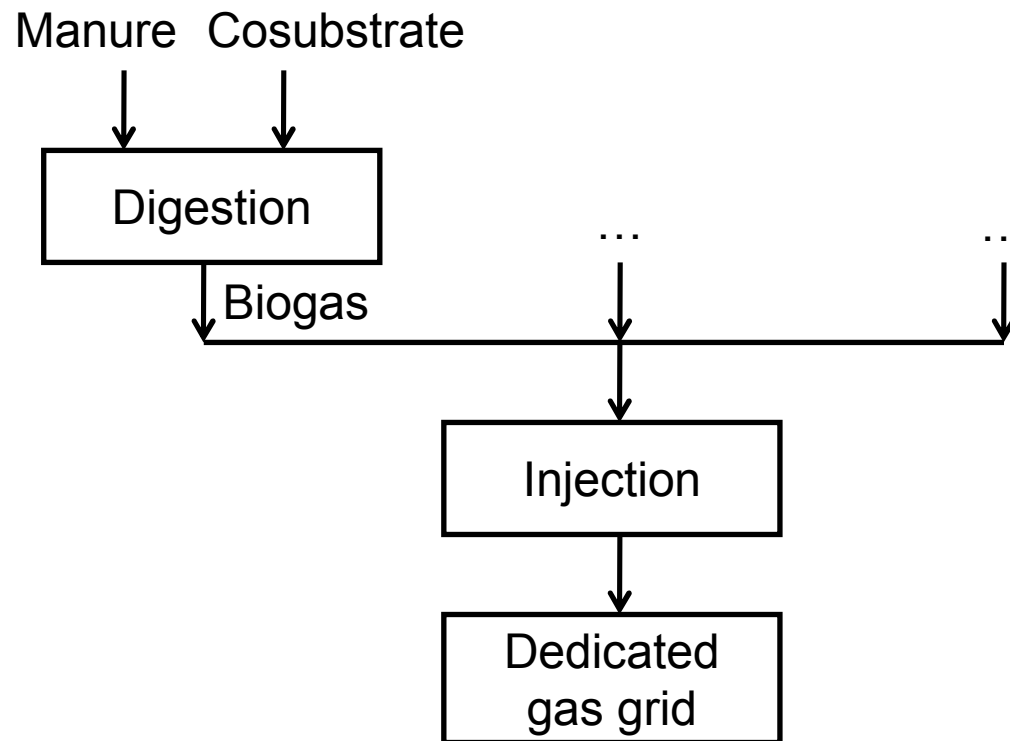 Manure Cosubstrate
Digestion
...
..
Biogas
Injection
Dedicated
gas grid